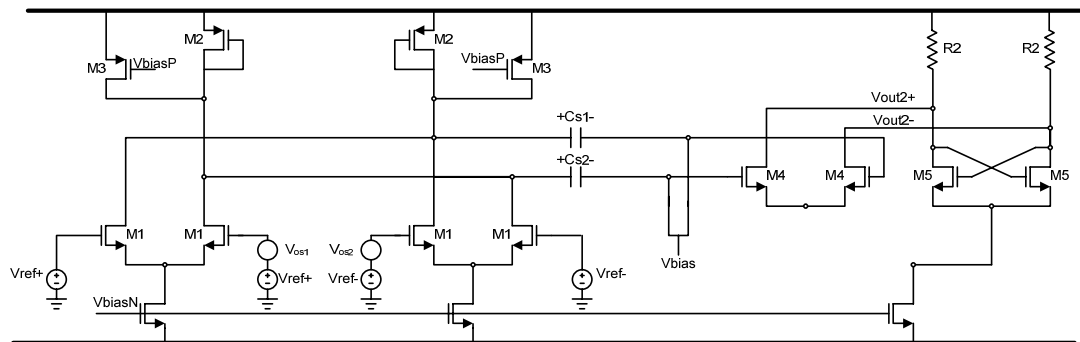 M2
M2
R2
R2
M3
VbiasP
VbiasP
M3
Vout2+
+Cs1-
Vout2-
+Cs2-
M4
M4
M5
M5
M1
M1
M1
M1
Vos1
Vos2
Vref+
Vref+
Vref-
Vref-
Vbias
VbiasN